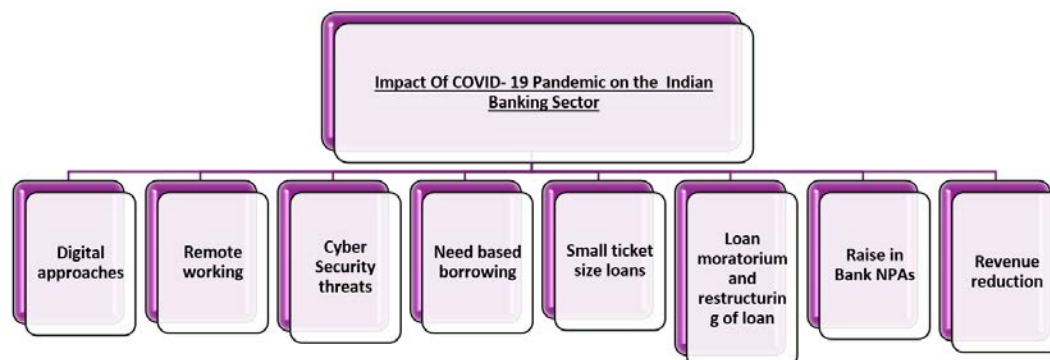 Impact Of COVID- 19 Pandemic on the Indian
Banking Sector
Digital
approaches
Remote
working
Cyber
Security
threats
Need based
borrowing
Small ticket
size loans
Loan
moratorium
and
restructurin
g of loan
Raise in
Bank NPAs
Revenue
reduction